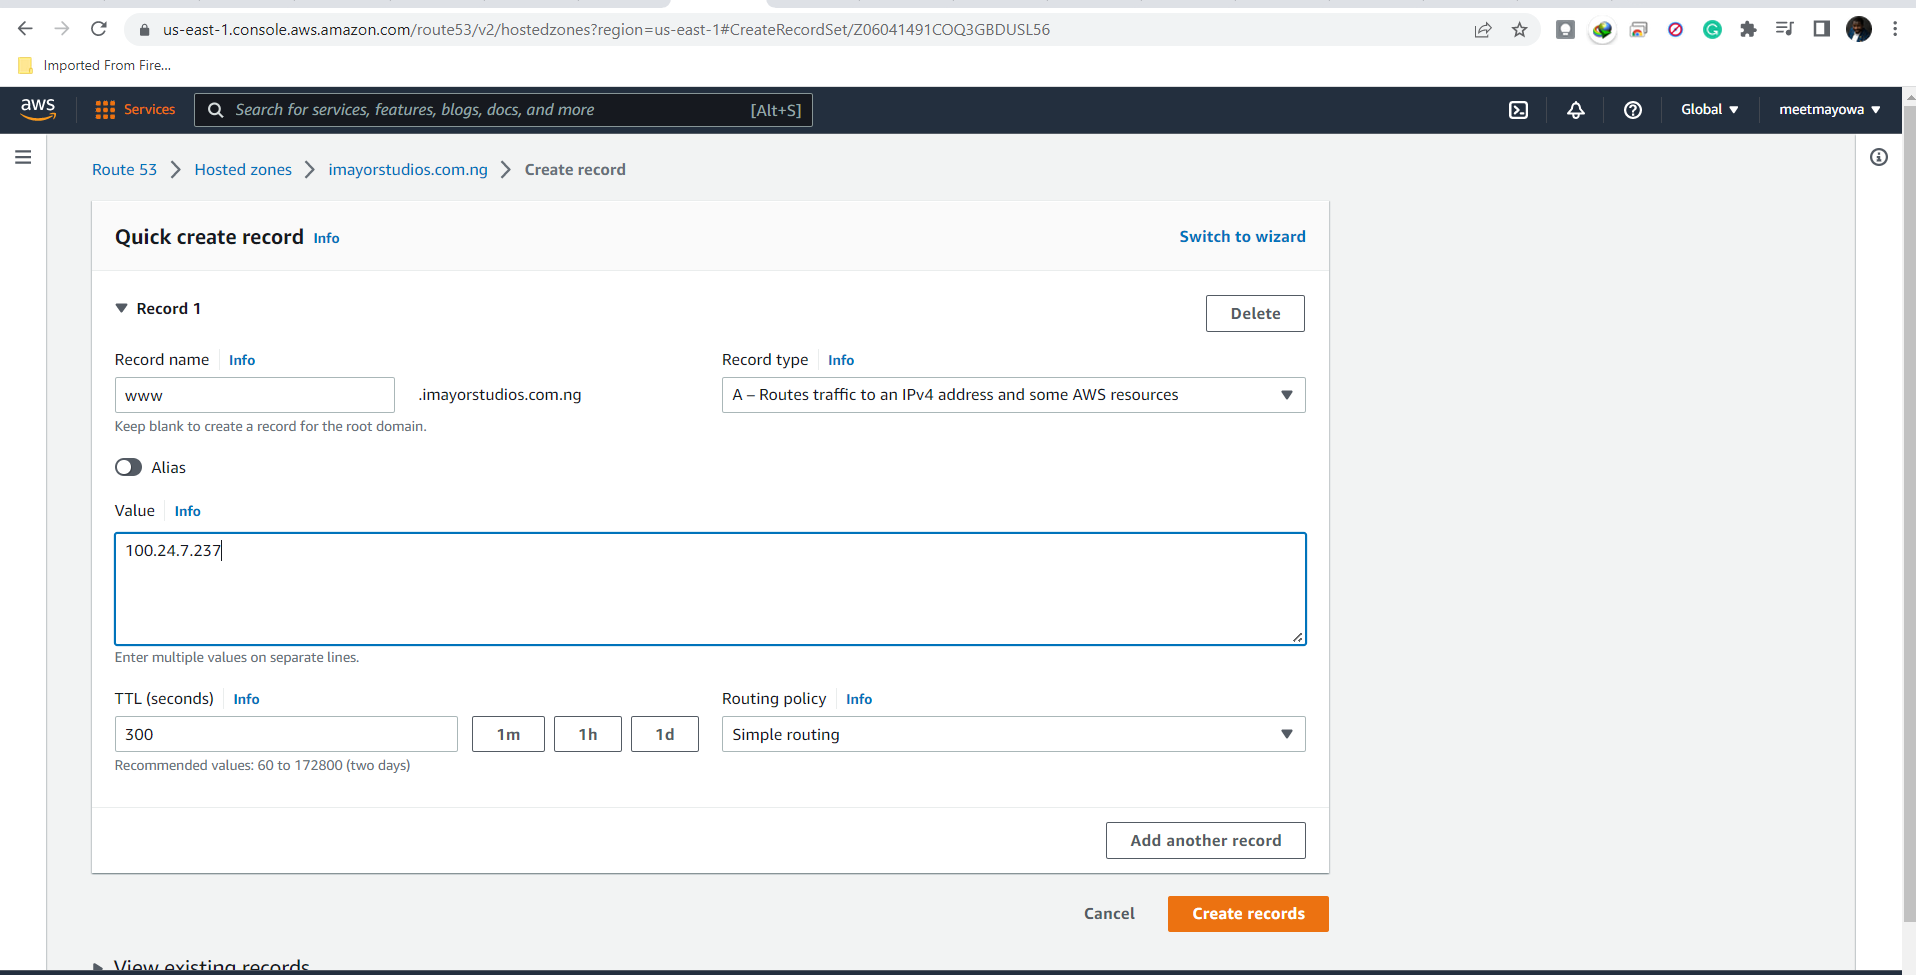 us-east-1.console.aws.amazon.com/route53/v2/hostedzones?region=us-east-1#CreateRecordSet/Z06041491COQ3GBDUSL56
Imported From Fire...
aws Services Search for services, features, blogs, docs, and more [Alt+S] Global meetmayowa
Route 53 Hosted zones imayorstudios.com.ng Create record
Quick create record Info Switch to wizard
Record 1 Delete
Record name Info Record type Info
www .imayorstudios.com.ng A – Routes traffic to an IPv4 address and some AWS resources
Keep blank to create a record for the root domain.
Alias
Value Info
100.24.7.237
Enter multiple values on separate lines.
TTL (seconds) Info Routing policy Info
300 1m 1h 1d Simple routing
Recommended values: 60 to 172800 (two days)
Add another record
Cancel Create records
View existing records